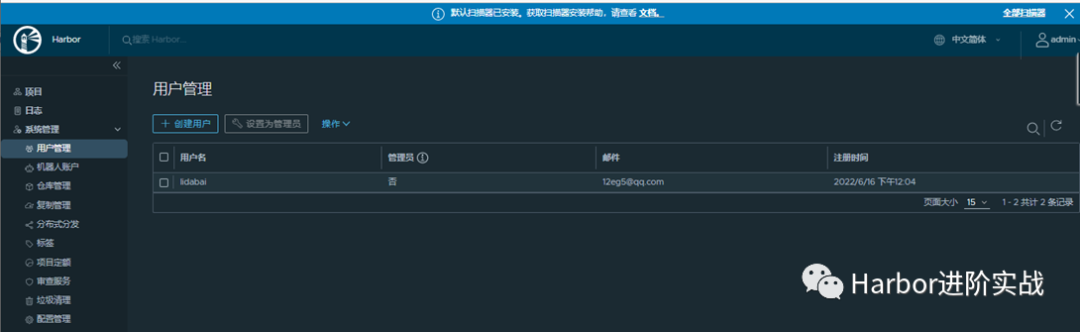 默认扫描器已安装。获取扫描器安装帮助，请查看 文档。
全部扫描器
Harbor
搜索 Harbor...
中文简体
admin
项目
日志
系统管理
用户管理
机器人账户
仓库管理
复制管理
分布式分发
标签
项目定额
审查服务
垃圾清理
配置管理
用户管理
创建用户
设置为管理员
操作
用户名 管理员 邮件 注册时间
lidabai 否 12eg5@qq.com 2022/6/16 下午12:04
页面大小 15 1 - 2 共计 2 条记录
Harbor进阶实战